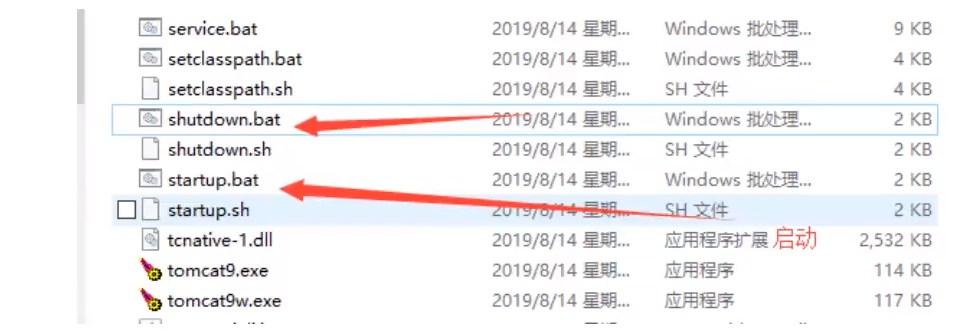 service.bat 2019/8/14 星期... Windows 批处理... 9 KB
setclasspath.bat 2019/8/14 星期... Windows 批处理... 4 KB
setclasspath.sh 2019/8/14 星期... SH 文件 4 KB
shutdown.bat 2019/8/14 星期... Windows 批处理... 2 KB
shutdown.sh 2019/8/14 星期... SH 文件 2 KB
startup.bat 2019/8/14 星期... Windows 批处理... 2 KB
startup.sh 2019/8/14 星期... SH 文件 2 KB
tcnative-1.dll 2019/8/14 星期... 应用程序扩展 启动 2,532 KB
tomcat9.exe 2019/8/14 星期... 应用程序 114 KB
tomcat9w.exe 2019/8/14 星期... 应用程序 117 KB